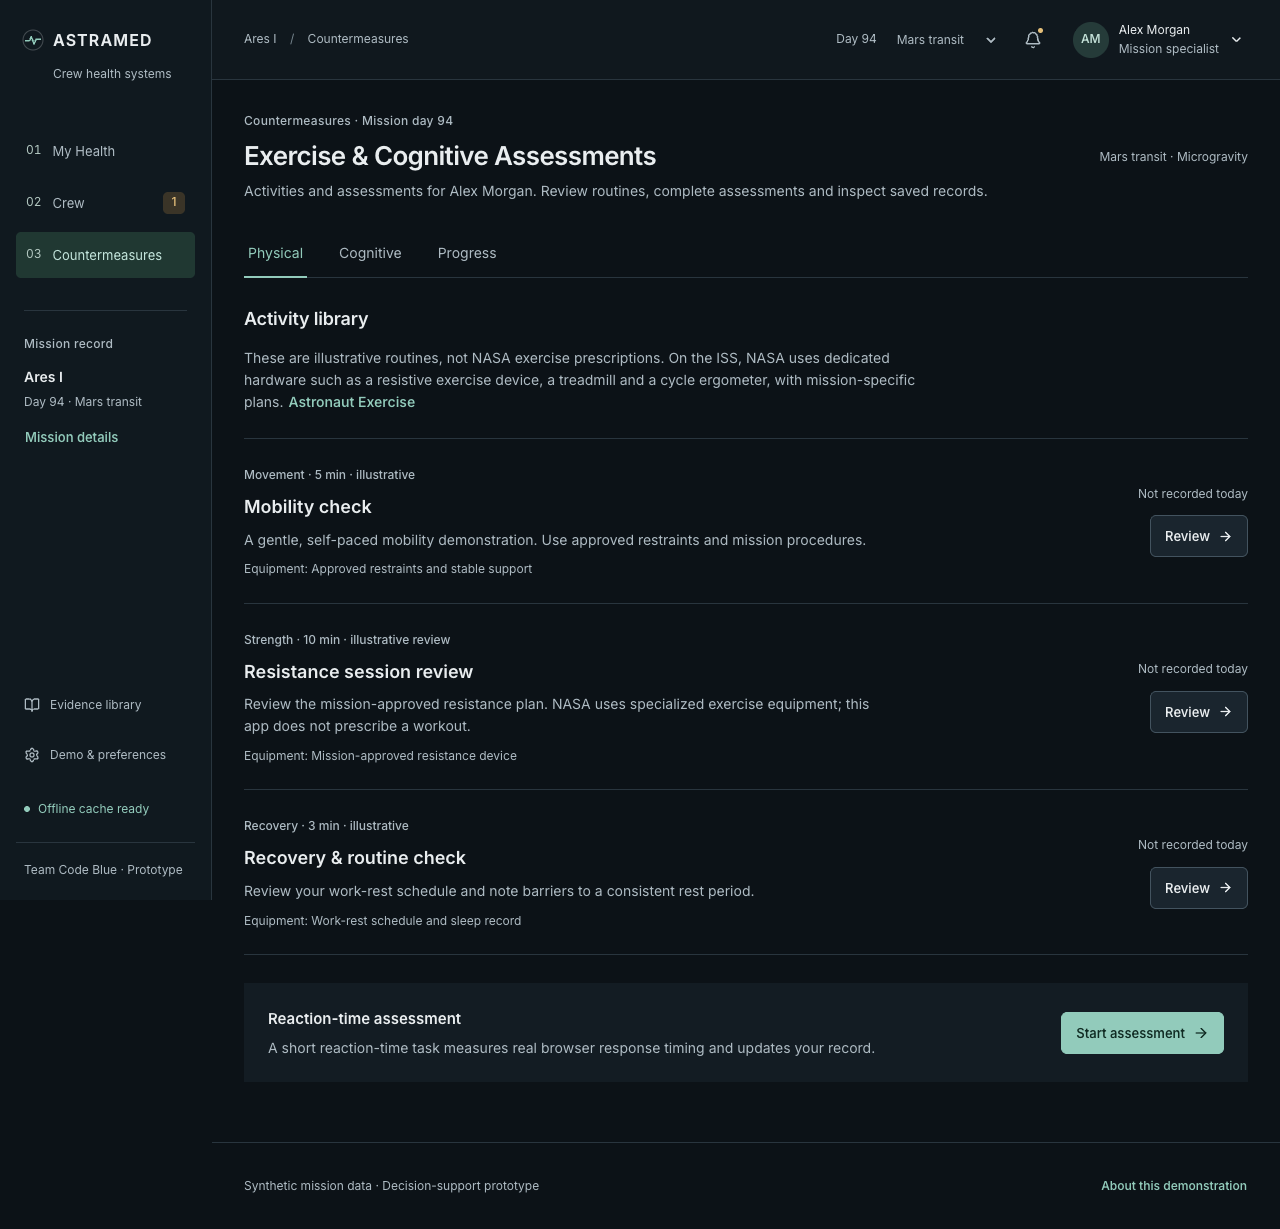 ASTRAMED
Crew health systems
01 My Health
02 Crew 1
03 Countermeasures
Mission record
Ares I
Day 94 · Mars transit
Mission details
Evidence library
Demo & preferences
Offline cache ready
Team Code Blue · Prototype
Ares I / Countermeasures
Day 94 Mars transit
AM
Alex Morgan
Mission specialist
Countermeasures · Mission day 94
Exercise & Cognitive Assessments
Mars transit · Microgravity
Activities and assessments for Alex Morgan. Review routines, complete assessments and inspect saved records.
Physical Cognitive Progress
Activity library
These are illustrative routines, not NASA exercise prescriptions. On the ISS, NASA uses dedicated
hardware such as a resistive exercise device, a treadmill and a cycle ergometer, with mission-specific
plans. Astronaut Exercise
Movement · 5 min · illustrative
Mobility check
A gentle, self-paced mobility demonstration. Use approved restraints and mission procedures.
Equipment: Approved restraints and stable support
Not recorded today
Review
Strength · 10 min · illustrative review
Resistance session review
Review the mission-approved resistance plan. NASA uses specialized exercise equipment; this
app does not prescribe a workout.
Equipment: Mission-approved resistance device
Not recorded today
Review
Recovery · 3 min · illustrative
Recovery & routine check
Review your work-rest schedule and note barriers to a consistent rest period.
Equipment: Work-rest schedule and sleep record
Not recorded today
Review
Reaction-time assessment
A short reaction-time task measures real browser response timing and updates your record.
Start assessment
Synthetic mission data · Decision-support prototype
About this demonstration